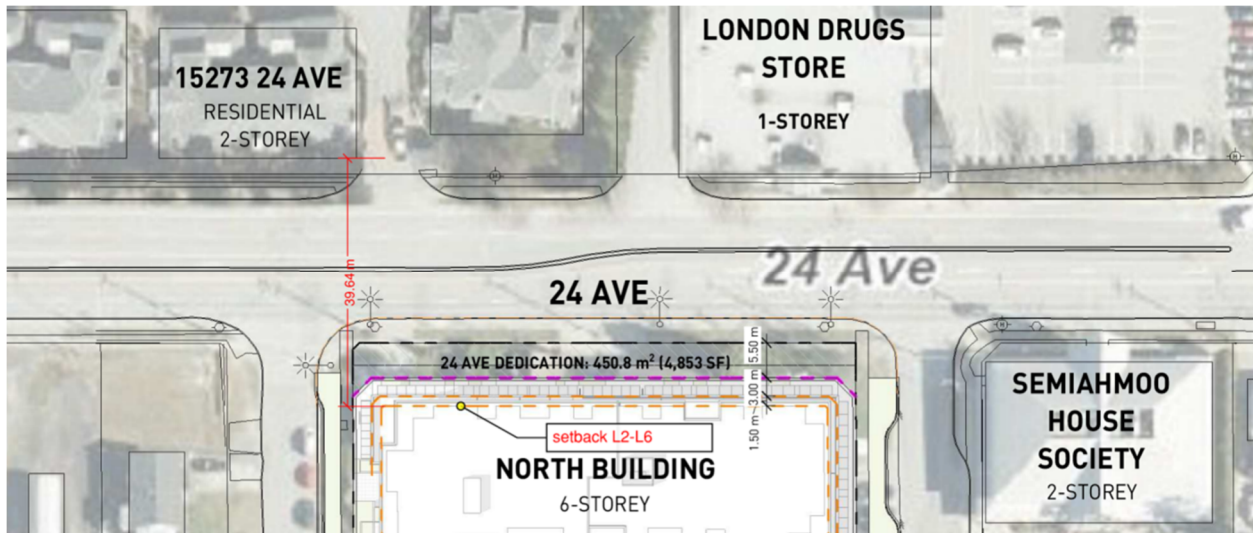 15273 24 AVE
RESIDENTIAL
2-STOREY
LONDON DRUGS
STORE
1-STOREY
39.64 m
24 Ave
24 AVE
24 AVE DEDICATION: 450.8 m² (4,853 SF)
5.50 m
3.00 m
1.50 m
setback L2-L6
NORTH BUILDING
6-STOREY
SEMIAHMOO
HOUSE
SOCIETY
2-STOREY